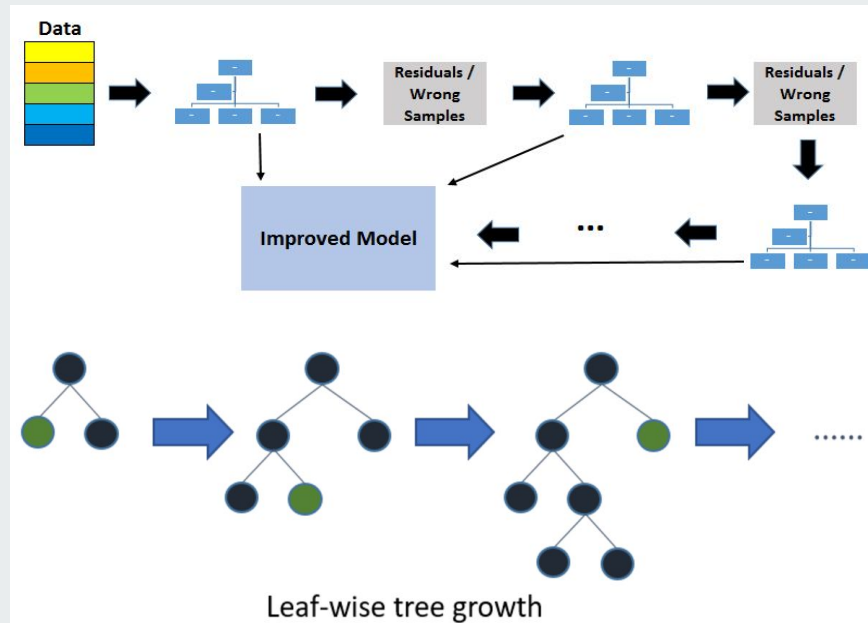 Data
Residuals /
Wrong
Samples
Residuals /
Wrong
Samples
Improved Model
...
......
Leaf-wise tree growth